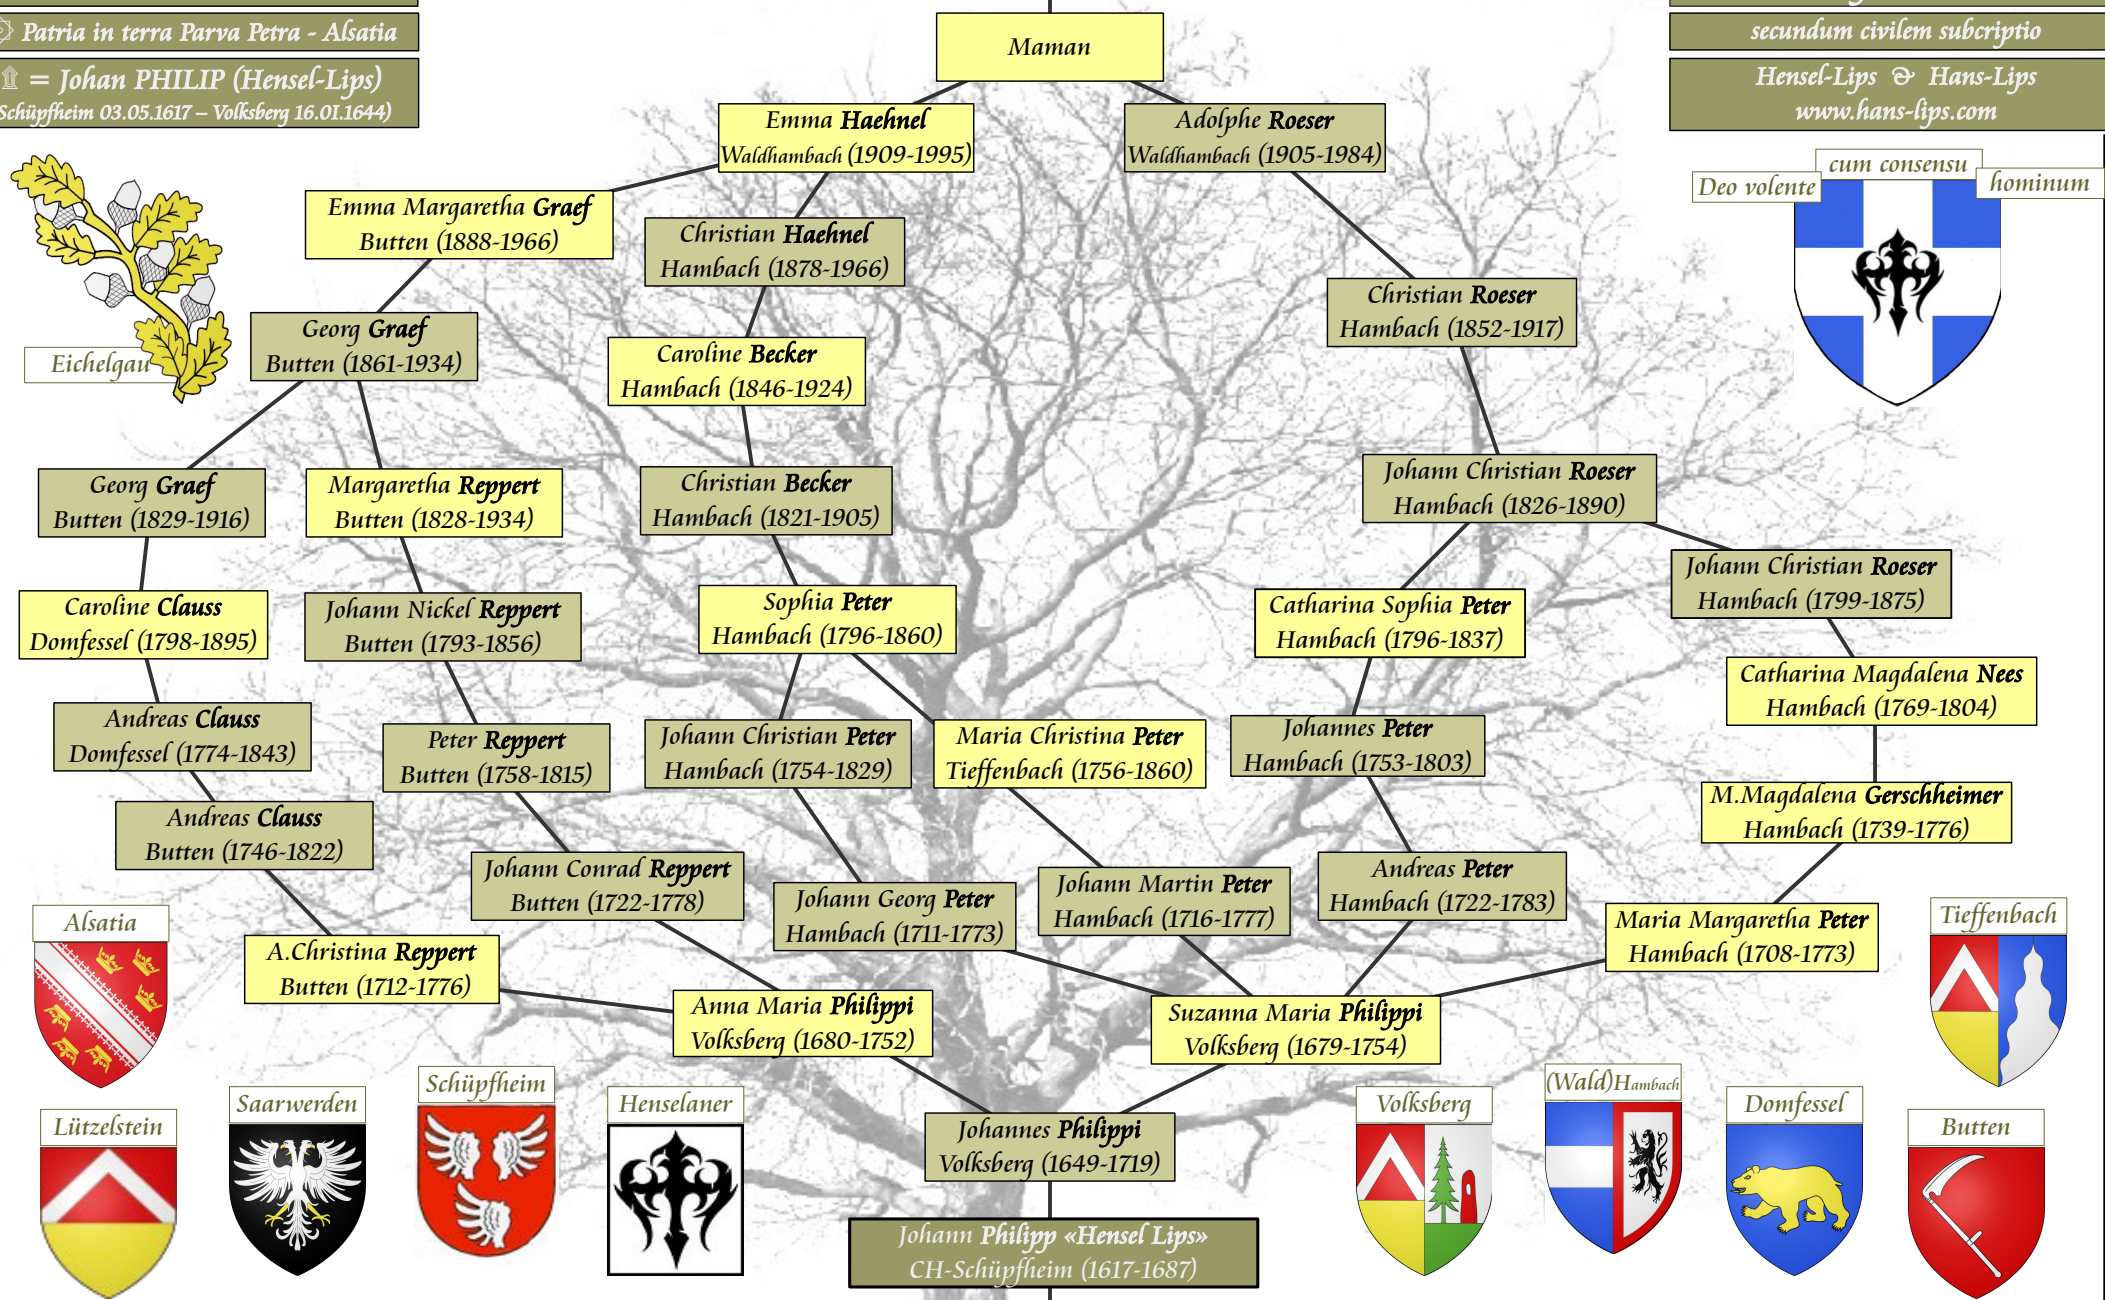 Patria in terra Parva Petra - Alsatia
= Johan PHILIP (Hensel-Lips)
Schüpfheim 03.05.1617 – Volksberg 16.01.1644)
secundum civilem subcriptio
Hensel-Lips & Hans-Lips
www.hans-lips.com
Maman
Emma Haehnel
Waldhambach (1909-1995)
Adolphe Roeser
Waldhambach (1905-1984)
cum consensu
Deo volente
hominum
Emma Margaretha Graef
Butten (1888-1966)
Christian Haehnel
Hambach (1878-1966)
Christian Roeser
Hambach (1852-1917)
Georg Graef
Butten (1861-1934)
Eichelgau
Caroline Becker
Hambach (1846-1924)
Georg Graef
Butten (1829-1916)
Margaretha Reppert
Butten (1828-1934)
Christian Becker
Hambach (1821-1905)
Johann Christian Roeser
Hambach (1826-1890)
Johann Christian Roeser
Hambach (1799-1875)
Caroline Clauss
Domfessel (1798-1895)
Johann Nickel Reppert
Butten (1793-1856)
Sophia Peter
Hambach (1796-1860)
Catharina Sophia Peter
Hambach (1796-1837)
Catharina Magdalena Nees
Hambach (1769-1804)
Andreas Clauss
Domfessel (1774-1843)
Peter Reppert
Butten (1758-1815)
Johann Christian Peter
Hambach (1754-1829)
Maria Christina Peter
Tieffenbach (1756-1860)
Johannes Peter
Hambach (1753-1803)
M.Magdalena Gerschheimer
Hambach (1739-1776)
Andreas Clauss
Butten (1746-1822)
Johann Conrad Reppert
Butten (1722-1778)
Johann Georg Peter
Hambach (1711-1773)
Johann Martin Peter
Hambach (1716-1777)
Andreas Peter
Hambach (1722-1783)
Maria Margaretha Peter
Hambach (1708-1773)
Tieffenbach
Alsatia
A.Christina Reppert
Butten (1712-1776)
Anna Maria Philippi
Volksberg (1680-1752)
Suzanna Maria Philippi
Volksberg (1679-1754)
Lützelstein
Saarwerden
Schüpfheim
Henselaner
Johannes Philippi
Volksberg (1649-1719)
Volksberg
(Wald)Hambach
Domfessel
Butten
Johann Philipp «Hensel Lips»
CH-Schüpfheim (1617-1687)